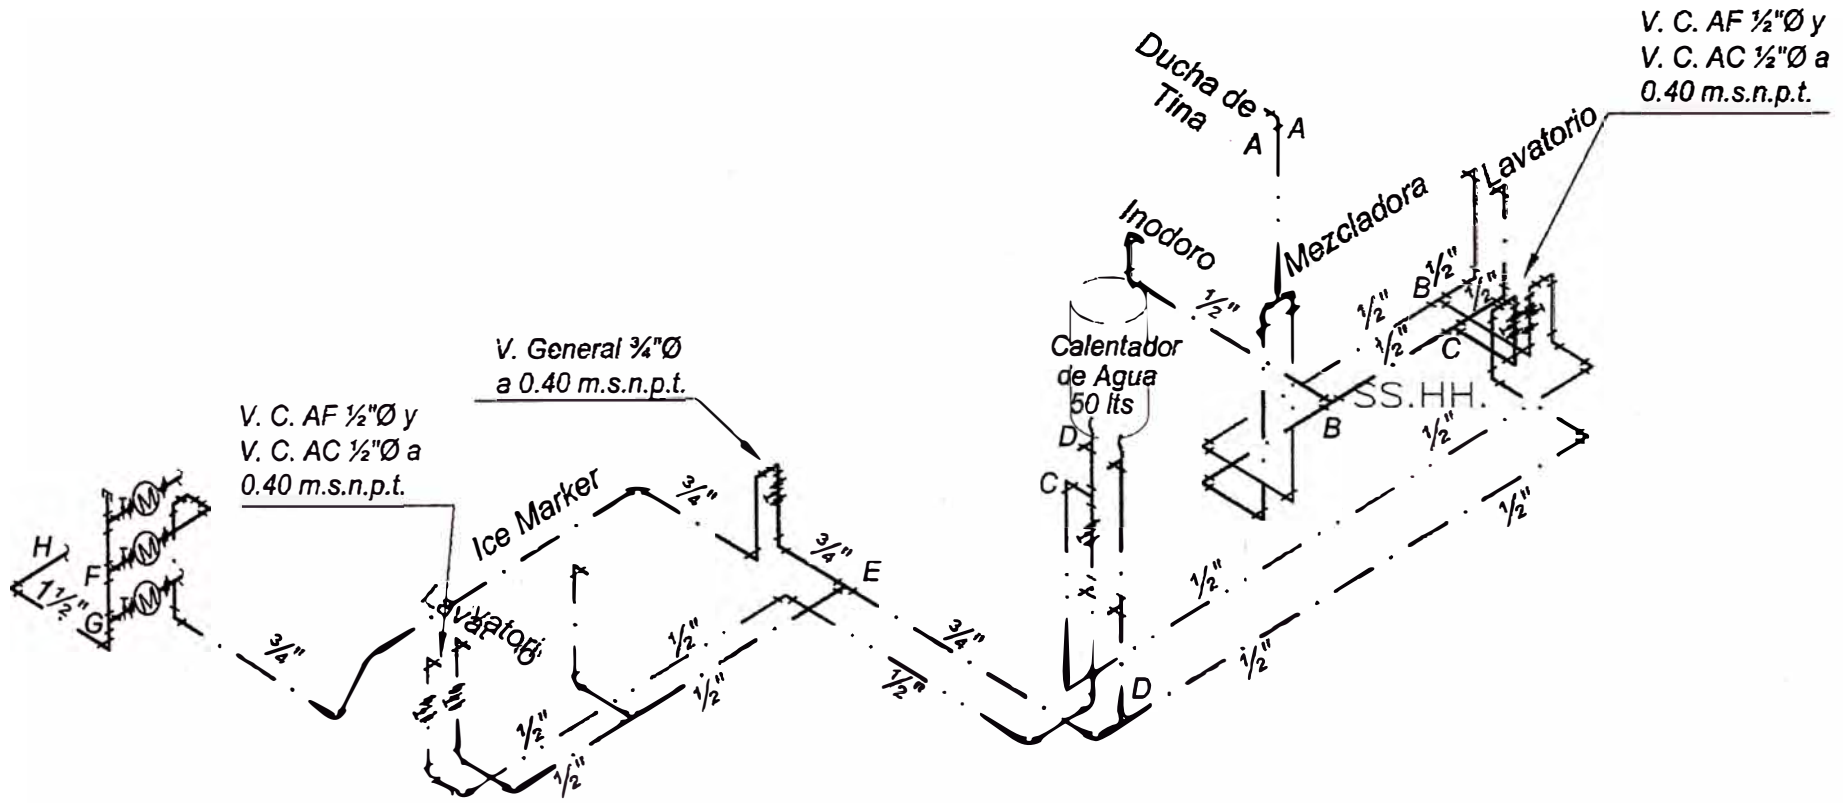 V. C. AF ½"Ø y
V. C. AC ½"Ø a
0.40 m.s.n.p.t.
Ducha de
Tina
A
A
Lavatorio
Mezcladora
Inodoro
½"
½"
½"
B
½"
½"
C
Calentador
de Agua
50 lts
SS.HH.
B
½"
V. General ¾"Ø
a 0.40 m.s.n.p.t.
V. C. AF ½"Ø y
V. C. AC ½"Ø a
0.40 m.s.n.p.t.
D
C
Ice Marker
¾"
M
M
M
H
F
G
1½"
¾"
¾"
E
½"
½"
½"
¾"
½"
½"
½"
½"
½"
D